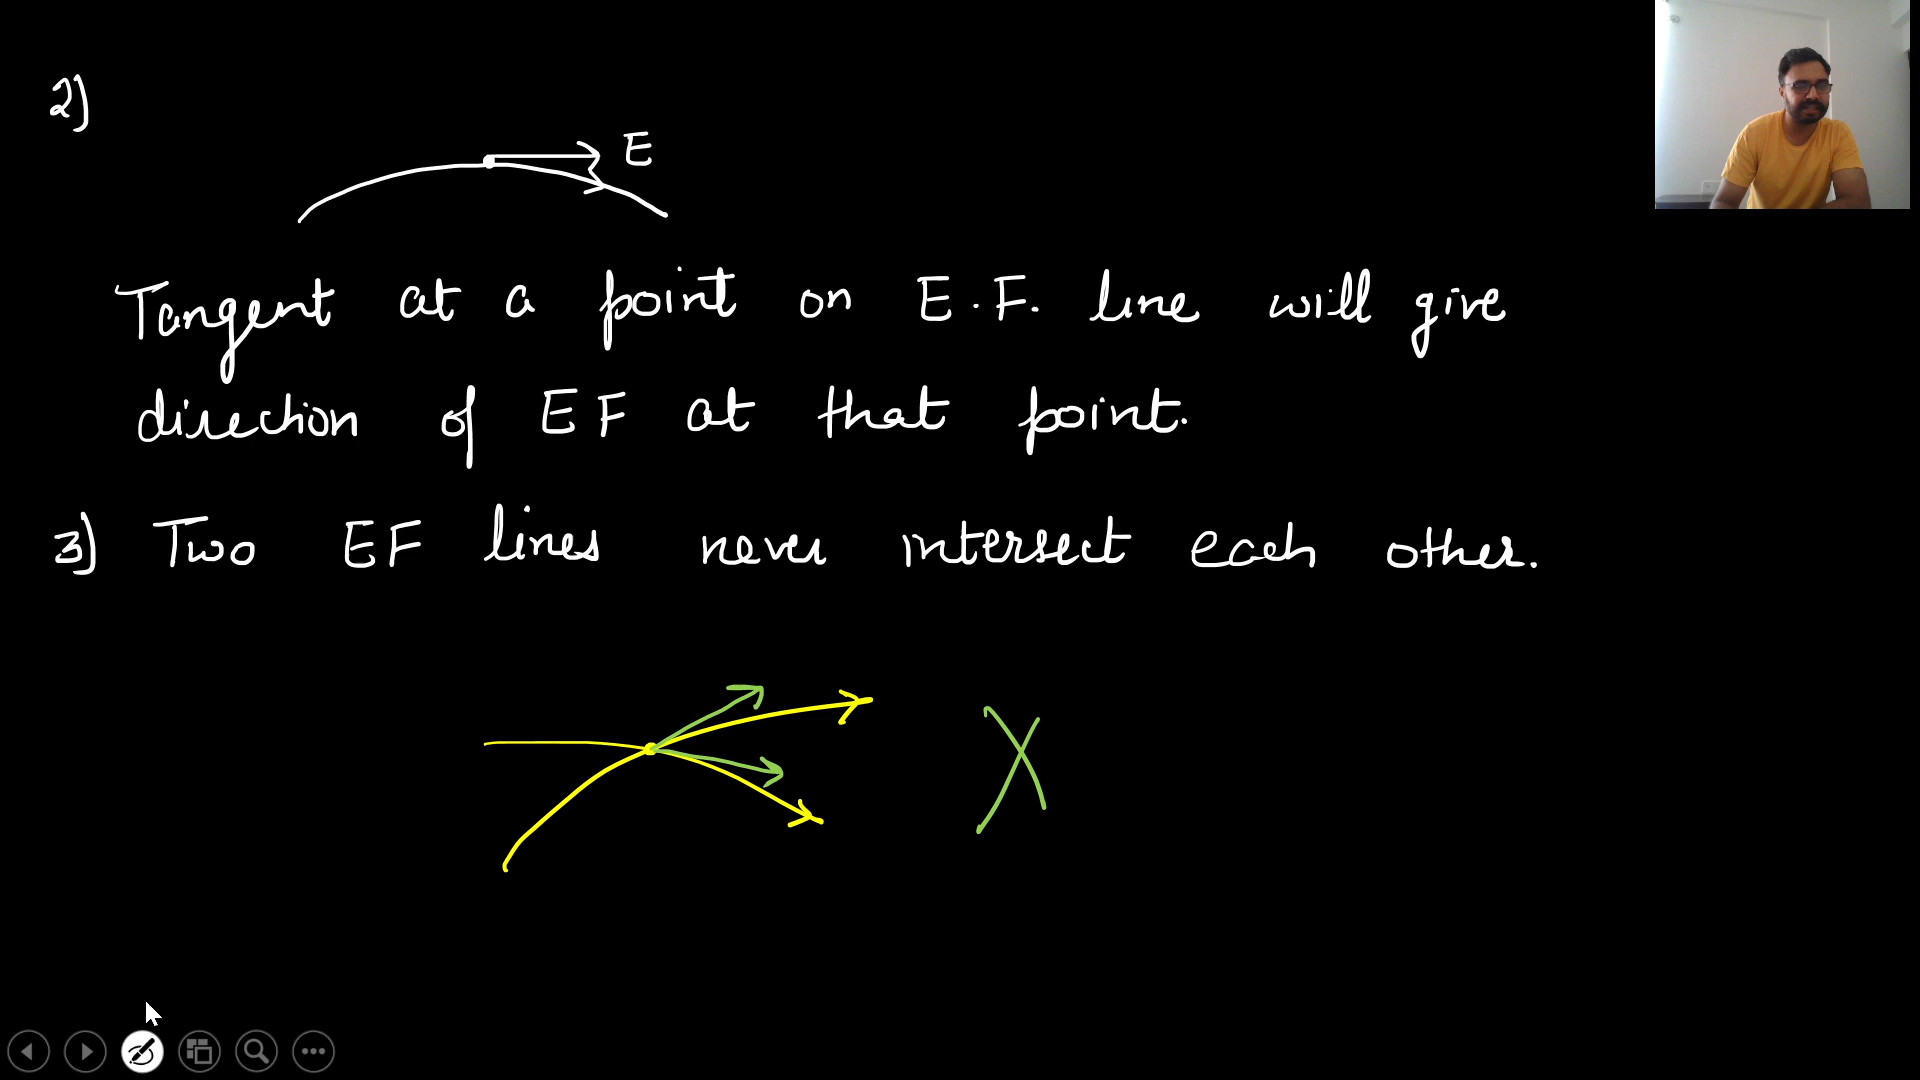 2)
E
Tangent at a point on E.F. line will give
direction of EF at that point.
3) Two EF lines never intersect each other.